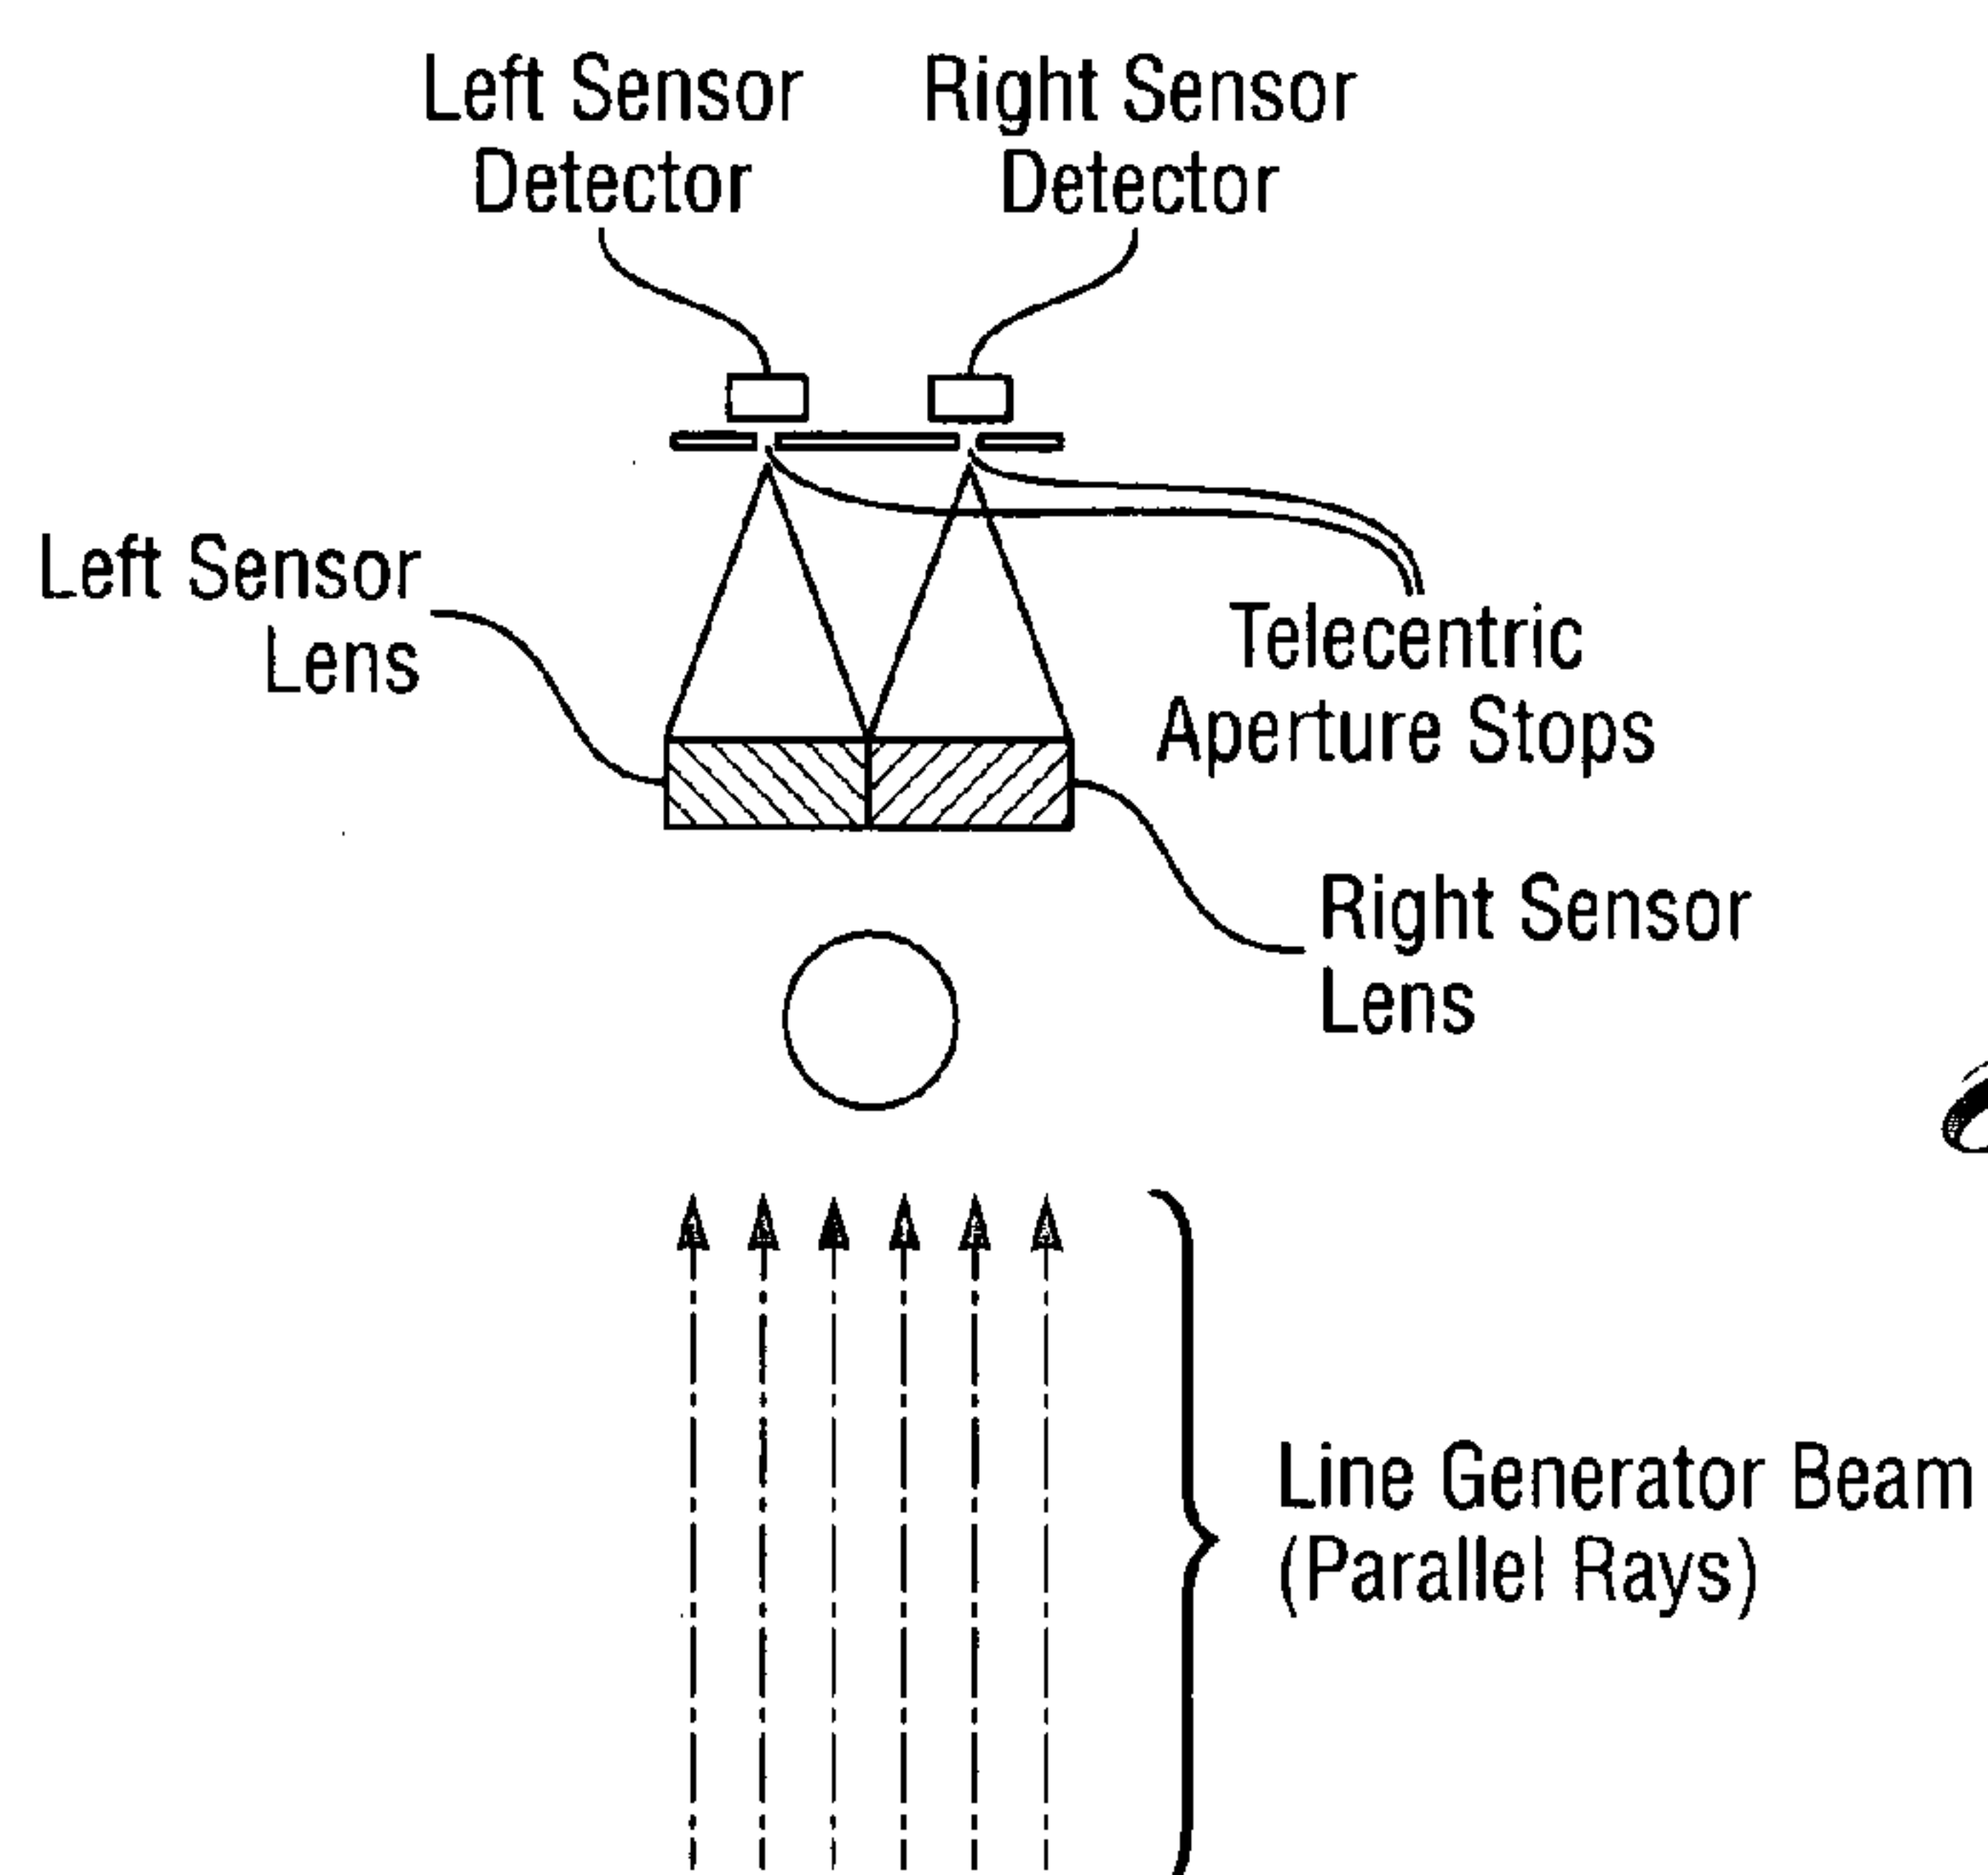 Left Sensor
Detector
Right Sensor
Detector
Left Sensor
Lens
Telecentric
Aperture Stops
Right Sensor
Lens
Line Generator Beam
(Parallel Rays)